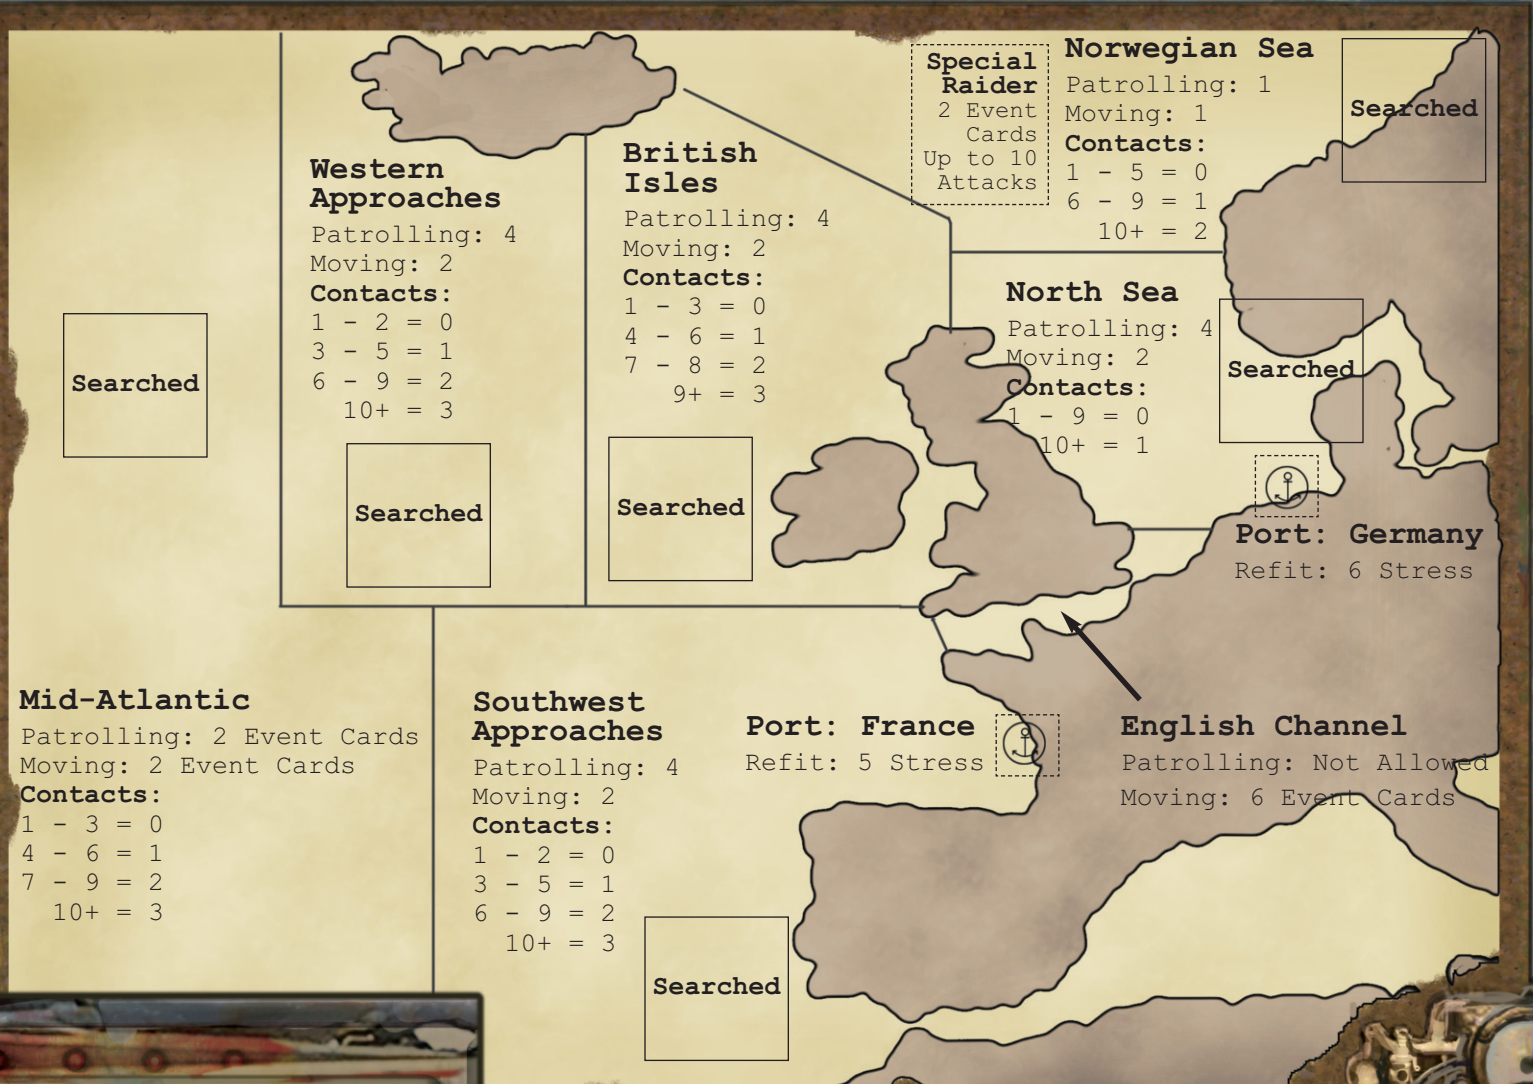 Special
Raider
2 Event
Cards
Up to 10
Attacks
Norwegian Sea
Patrolling: 1
Moving: 1
Contacts:
1 - 5 = 0
6 - 9 = 1
10+ = 2
Searched
Western
Approaches
Patrolling: 4
Moving: 2
Contacts:
1 - 2 = 0
3 - 5 = 1
6 - 9 = 2
10+ = 3
Searched
British
Isles
Patrolling: 4
Moving: 2
Contacts:
1 - 3 = 0
4 - 6 = 1
7 - 8 = 2
9+ = 3
Searched
North Sea
Patrolling: 4
Moving: 2
Contacts:
1 - 9 = 0
10+ = 1
Searched
Port: Germany
Refit: 6 Stress
Searched
Mid-Atlantic
Patrolling: 2 Event Cards
Moving: 2 Event Cards
Contacts:
1 - 3 = 0
4 - 6 = 1
7 - 9 = 2
10+ = 3
Southwest
Approaches
Patrolling: 4
Moving: 2
Contacts:
1 - 2 = 0
3 - 5 = 1
6 - 9 = 2
10+ = 3
Searched
Port: France
Refit: 5 Stress
English Channel
Patrolling: Not Allowed
Moving: 6 Event Cards